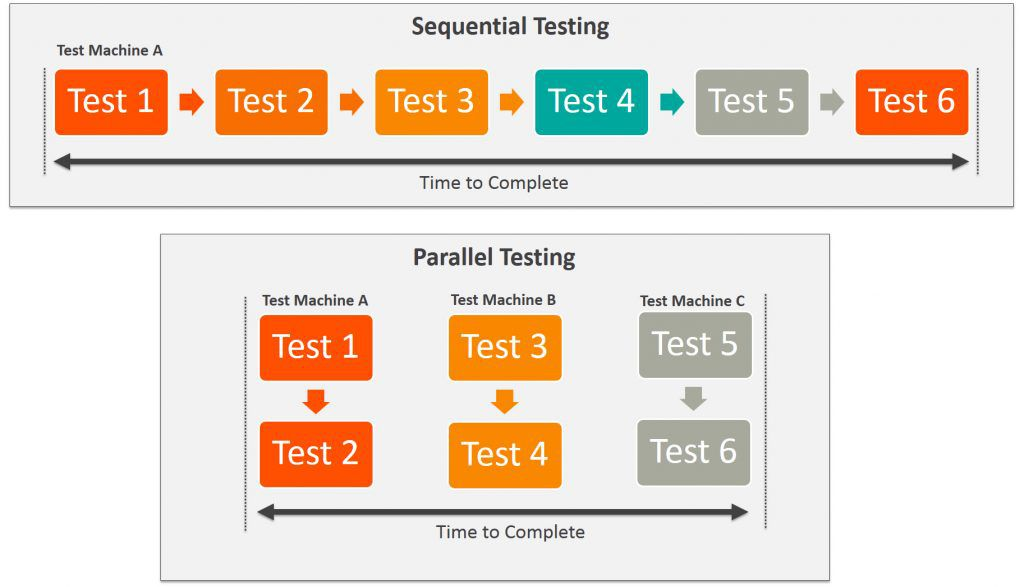 Sequential Testing
Test Machine A
Test 1
Test 2
Test 3
Test 4
Test 5
Test 6
Time to Complete
Parallel Testing
Test Machine A
Test Machine B
Test Machine C
Test 1
Test 3
Test 5
Test 2
Test 4
Test 6
Time to Complete